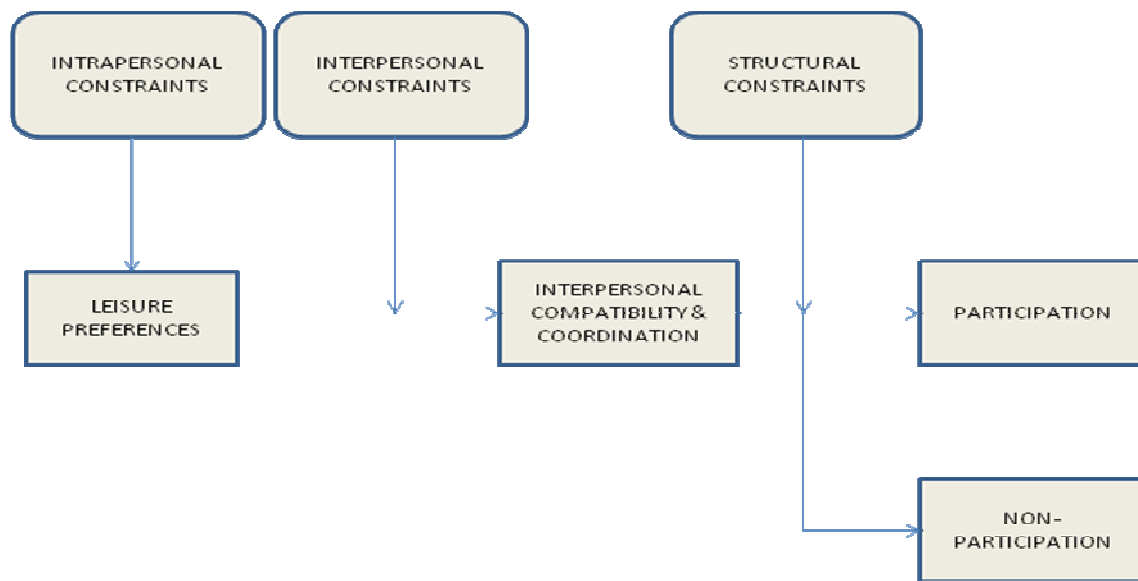 INTRAPERSONAL
CONSTRAINTS
INTERPERSONAL
CONSTRAINTS
STRUCTURAL
CONSTRAINTS
LEISURE
PREFERENCES
INTERPERSONAL
COMPATIBILITY &
COORDINATION
PARTICIPATION
NON-
PARTICIPATION